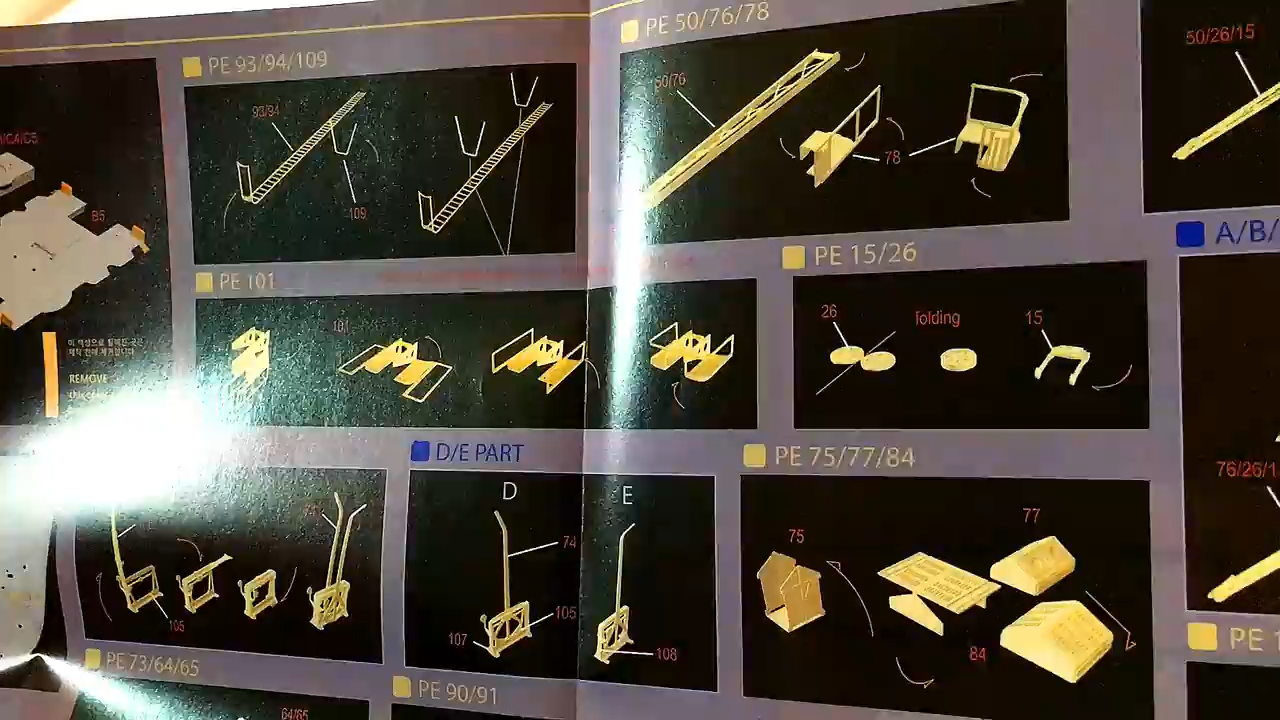 PE 93/94/109
93/94
109
PE 50/76/78
50/76
78
50/26/15
B5
PE 101
101
PE 15/26
26
folding
15
A/B/
REMOVE
D/E PART
D
E
74
105
107
108
105
PE 75/77/84
75
77
84
76/26/1
PE 73/64/65
64/65
PE 90/91
PE 1